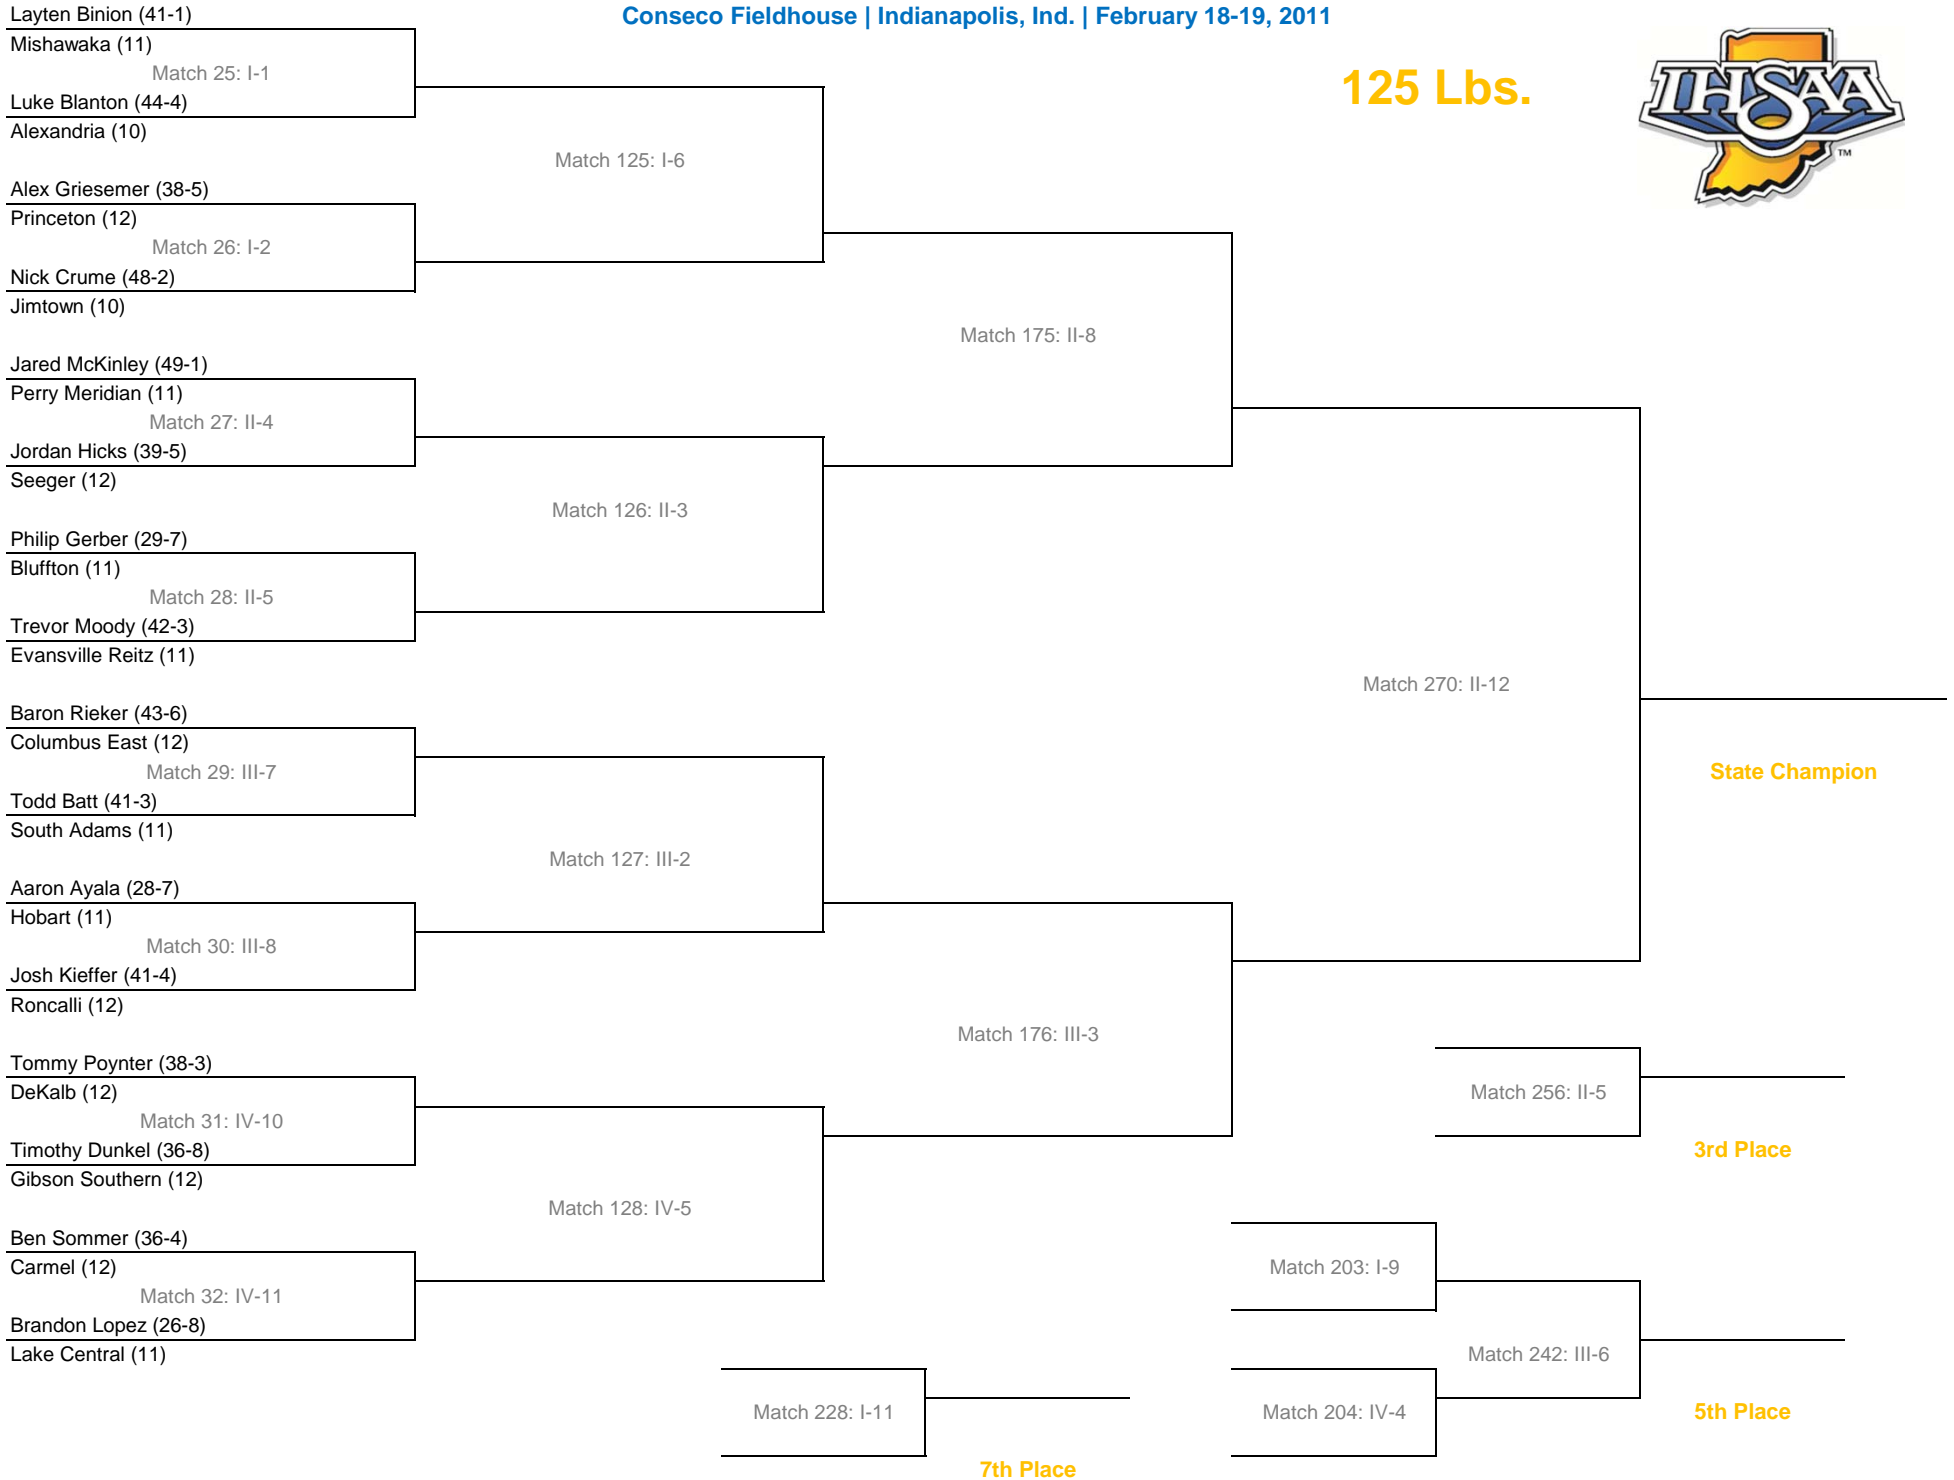 Conseco Fieldhouse | Indianapolis, Ind. | February 18-19, 2011
125 Lbs.
IHSAA
TM
Layten Binion (41-1)
Mishawaka (11)
Match 25: I-1
Luke Blanton (44-4)
Alexandria (10)
Match 125: I-6
Alex Griesemer (38-5)
Princeton (12)
Match 26: I-2
Nick Crume (48-2)
Jimtown (10)
Match 175: II-8
Jared McKinley (49-1)
Perry Meridian (11)
Match 27: II-4
Jordan Hicks (39-5)
Seeger (12)
Match 126: II-3
Philip Gerber (29-7)
Bluffton (11)
Match 28: II-5
Trevor Moody (42-3)
Evansville Reitz (11)
Match 270: II-12
Baron Rieker (43-6)
Columbus East (12)
Match 29: III-7
State Champion
Todd Batt (41-3)
South Adams (11)
Match 127: III-2
Aaron Ayala (28-7)
Hobart (11)
Match 30: III-8
Josh Kieffer (41-4)
Roncalli (12)
Match 176: III-3
Tommy Poynter (38-3)
DeKalb (12)
Match 256: II-5
Match 31: IV-10
Timothy Dunkel (36-8)
3rd Place
Gibson Southern (12)
Match 128: IV-5
Ben Sommer (36-4)
Carmel (12)
Match 203: I-9
Match 32: IV-11
Brandon Lopez (26-8)
Lake Central (11)
Match 242: III-6
Match 228: I-11
Match 204: IV-4
5th Place
7th Place